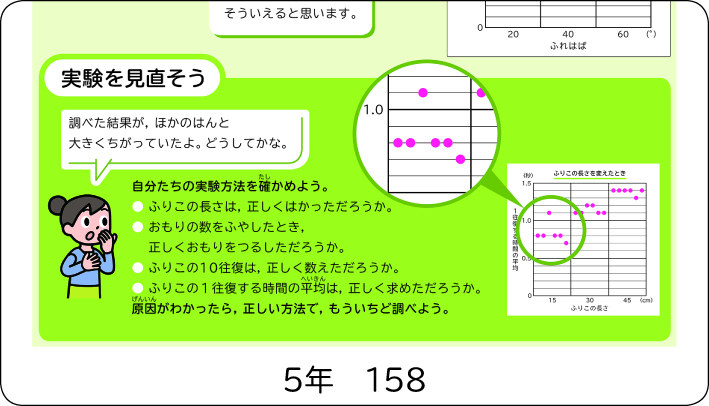 そういえると思います。
0
20 40 60 (°)
ふれはば
実験を見直そう
調べた結果が，ほかのはんと
大きくちがっていたよ。どうしてかな。
1.0
自分たちの実験方法を確かめよう。
たし
● ふりこの長さは，正しくはかっただろうか。
● おもりの数をふやしたとき，
正しくおもりをつるしただろうか。
● ふりこの10往復は，正しく数えただろうか。
● ふりこの１往復する時間の平均は，正しく求めただろうか。
へいきん
原因がわかったら，正しい方法で，もういちど調べよう。
げんいん
ふりこの長さを変えたとき
(秒)
1.5
1.0
0.5
0
１往復する時間の平均
15 30 45 (cm)
ふりこの長さ
5年 158